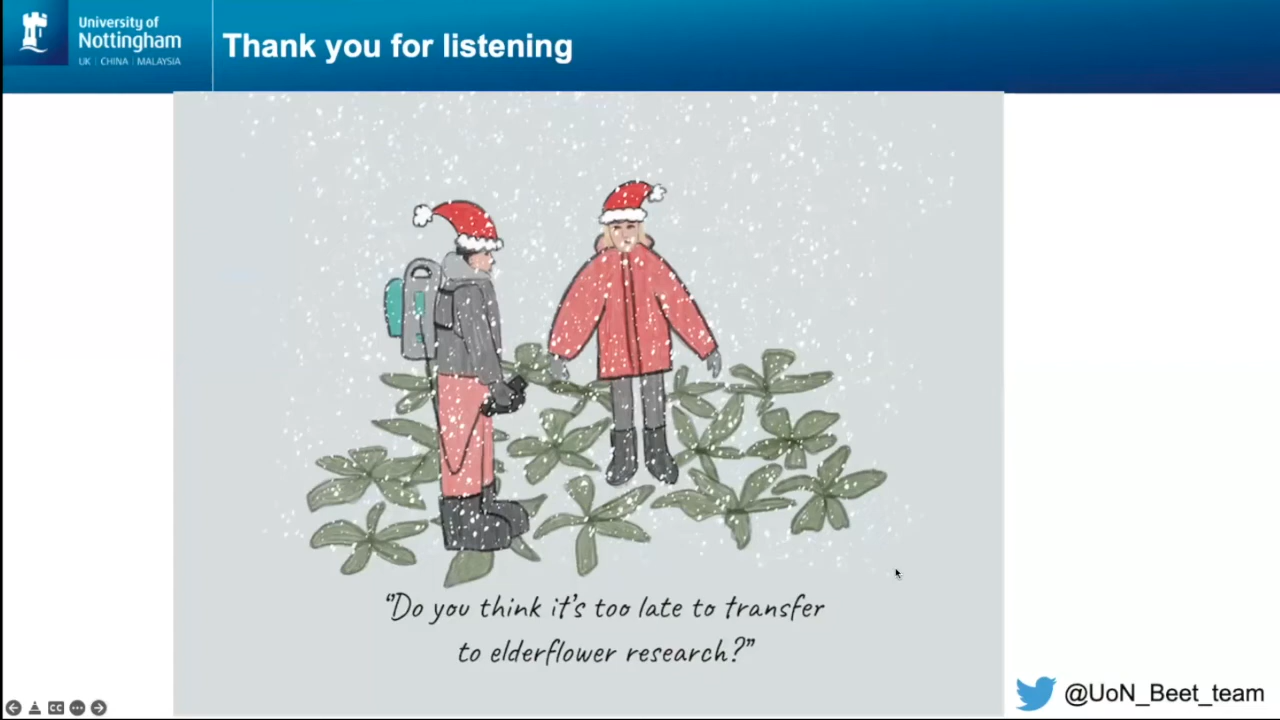 University of
Nottingham
UK | CHINA | MALAYSIA
Thank you for listening
“Do you think it’s too late to transfer
to elderflower research?”
@UoN_Beet_team
CC